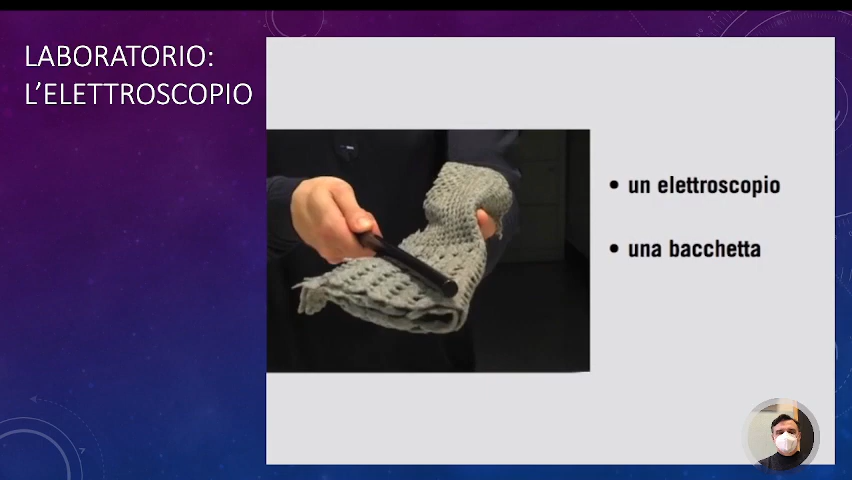 LABORATORIO:
L'ELETTROSCOPIO
• un elettroscopio
• una bacchetta